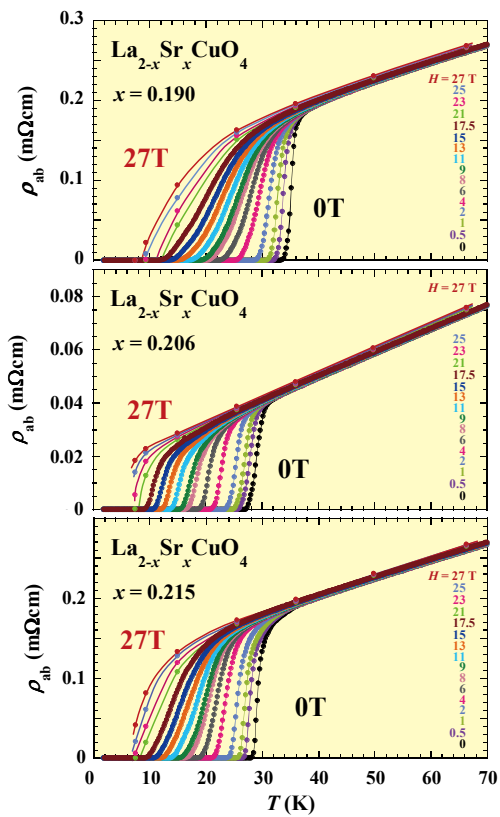 0.3
La2-xSrxCuO4
x = 0.190
H = 27 T
25
23
21
17.5
15
13
11
9
8
6
4
2
1
0.5
0
0.2
27T
0T
0.1
0
ρab (mΩcm)
0.08
La2-xSrxCuO4
x = 0.206
H = 27 T
25
23
21
17.5
15
13
11
9
8
6
4
2
1
0.5
0
0.06
27T
0T
0.04
0.02
0
ρab (mΩcm)
La2-xSrxCuO4
x = 0.215
H = 27 T
25
23
21
17.5
15
13
11
9
8
6
4
2
1
0.5
0
0.2
27T
0T
0.1
0
ρab (mΩcm)
0 10 20 30 40 50 60 70
T (K)